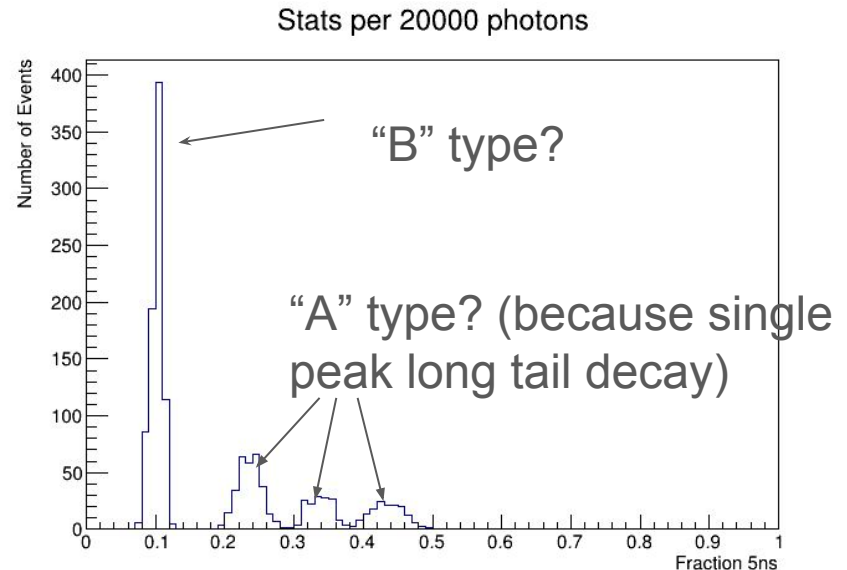 Stats per 20000 photons
Number of Events
400
350
300
250
200
150
100
50
0
“B” type?
“A” type? (because single
peak long tail decay)
0 0.1 0.2 0.3 0.4 0.5 0.6 0.7 0.8 0.9 1
Fraction 5ns